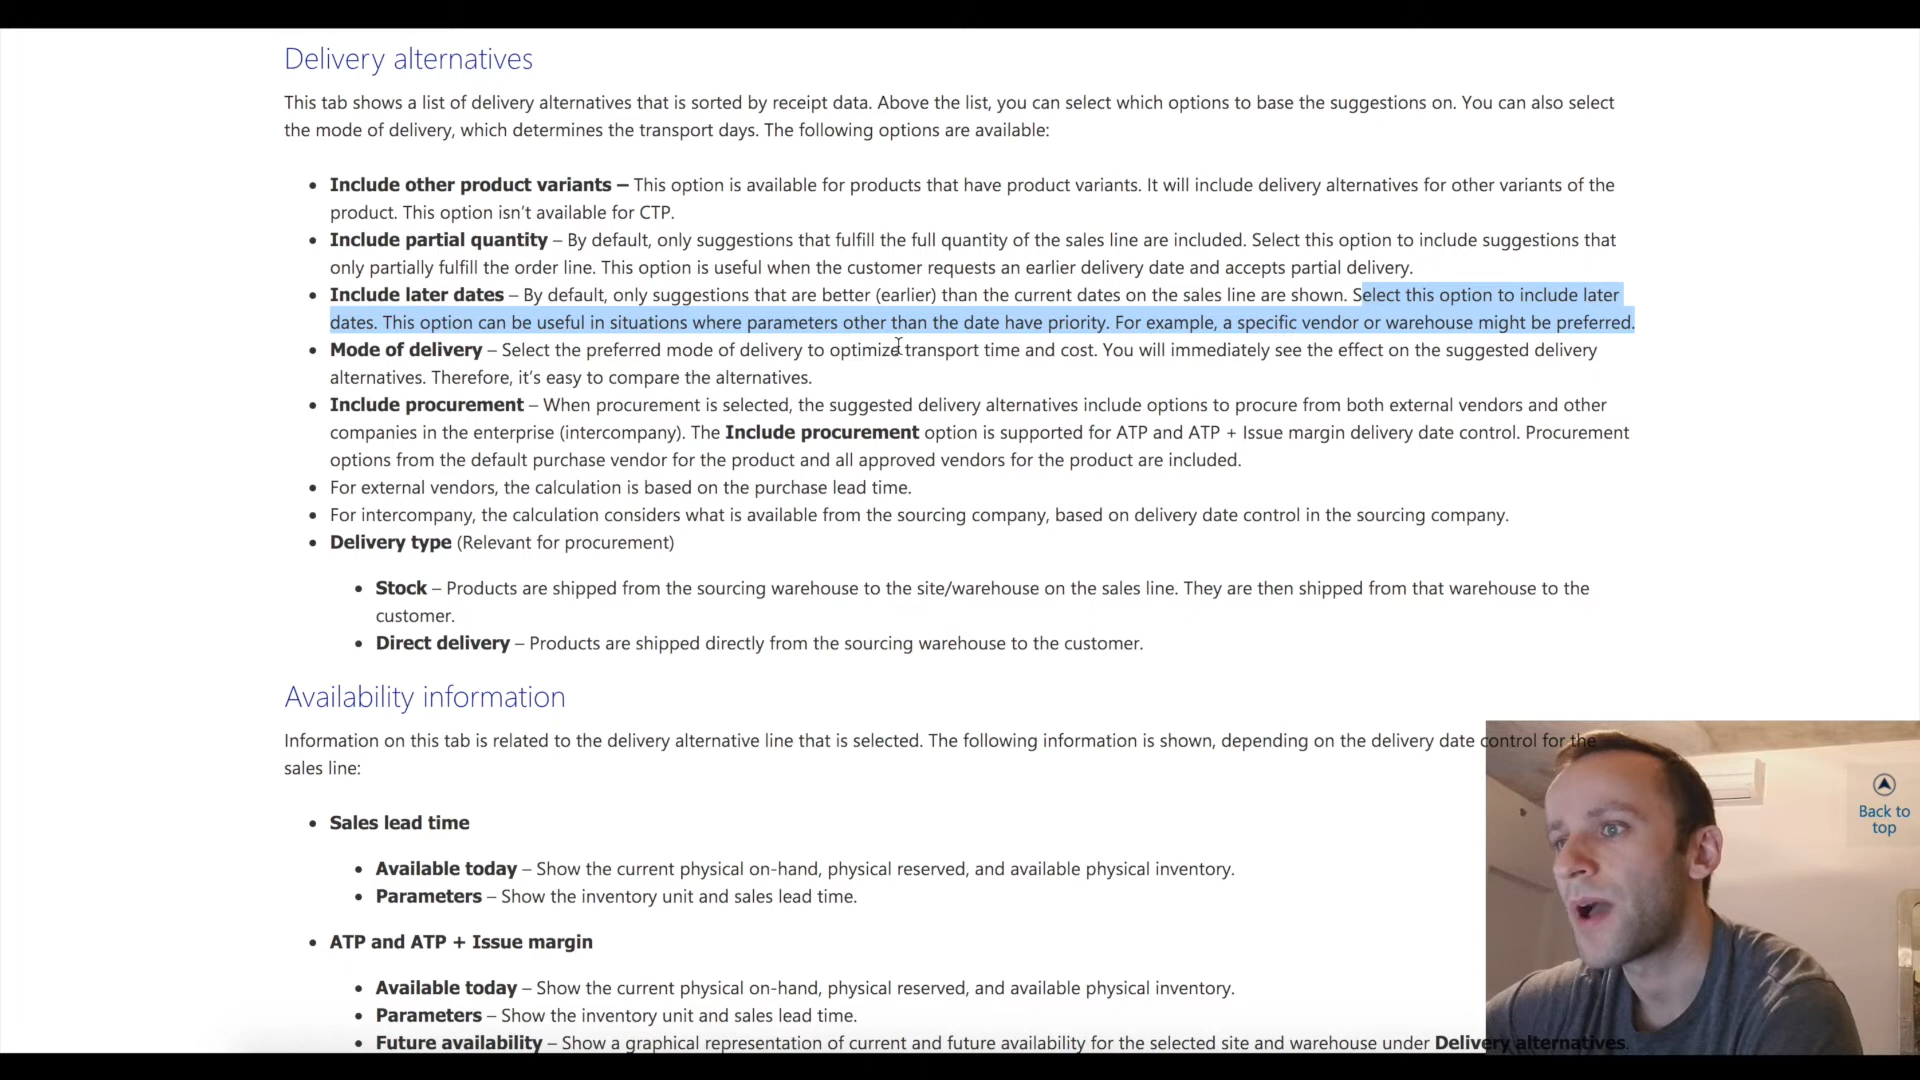 Delivery alternatives
This tab shows a list of delivery alternatives that is sorted by receipt data. Above the list, you can select which options to base the suggestions on. You can also select
the mode of delivery, which determines the transport days. The following options are available:
• Include other product variants – This option is available for products that have product variants. It will include delivery alternatives for other variants of the
product. This option isn't available for CTP.
• Include partial quantity – By default, only suggestions that fulfill the full quantity of the sales line are included. Select this option to include suggestions that
only partially fulfill the order line. This option is useful when the customer requests an earlier delivery date and accepts partial delivery.
• Include later dates – By default, only suggestions that are better (earlier) than the current dates on the sales line are shown. Select this option to include later
dates. This option can be useful in situations where parameters other than the date have priority. For example, a specific vendor or warehouse might be preferred.
• Mode of delivery – Select the preferred mode of delivery to optimize transport time and cost. You will immediately see the effect on the suggested delivery
alternatives. Therefore, it's easy to compare the alternatives.
• Include procurement – When procurement is selected, the suggested delivery alternatives include options to procure from both external vendors and other
companies in the enterprise (intercompany). The Include procurement option is supported for ATP and ATP + Issue margin delivery date control. Procurement
options from the default purchase vendor for the product and all approved vendors for the product are included.
• For external vendors, the calculation is based on the purchase lead time.
• For intercompany, the calculation considers what is available from the sourcing company, based on delivery date control in the sourcing company.
• Delivery type (Relevant for procurement)
• Stock – Products are shipped from the sourcing warehouse to the site/warehouse on the sales line. They are then shipped from that warehouse to the
customer.
• Direct delivery – Products are shipped directly from the sourcing warehouse to the customer.
Availability information
Information on this tab is related to the delivery alternative line that is selected. The following information is shown, depending on the delivery date control for the
sales line:
• Sales lead time
• Available today – Show the current physical on-hand, physical reserved, and available physical inventory.
• Parameters – Show the inventory unit and sales lead time.
• ATP and ATP + Issue margin
• Available today – Show the current physical on-hand, physical reserved, and available physical inventory.
• Parameters – Show the inventory unit and sales lead time.
• Future availability – Show a graphical representation of current and future availability for the selected site and warehouse under Delivery alternatives.
Back to
top